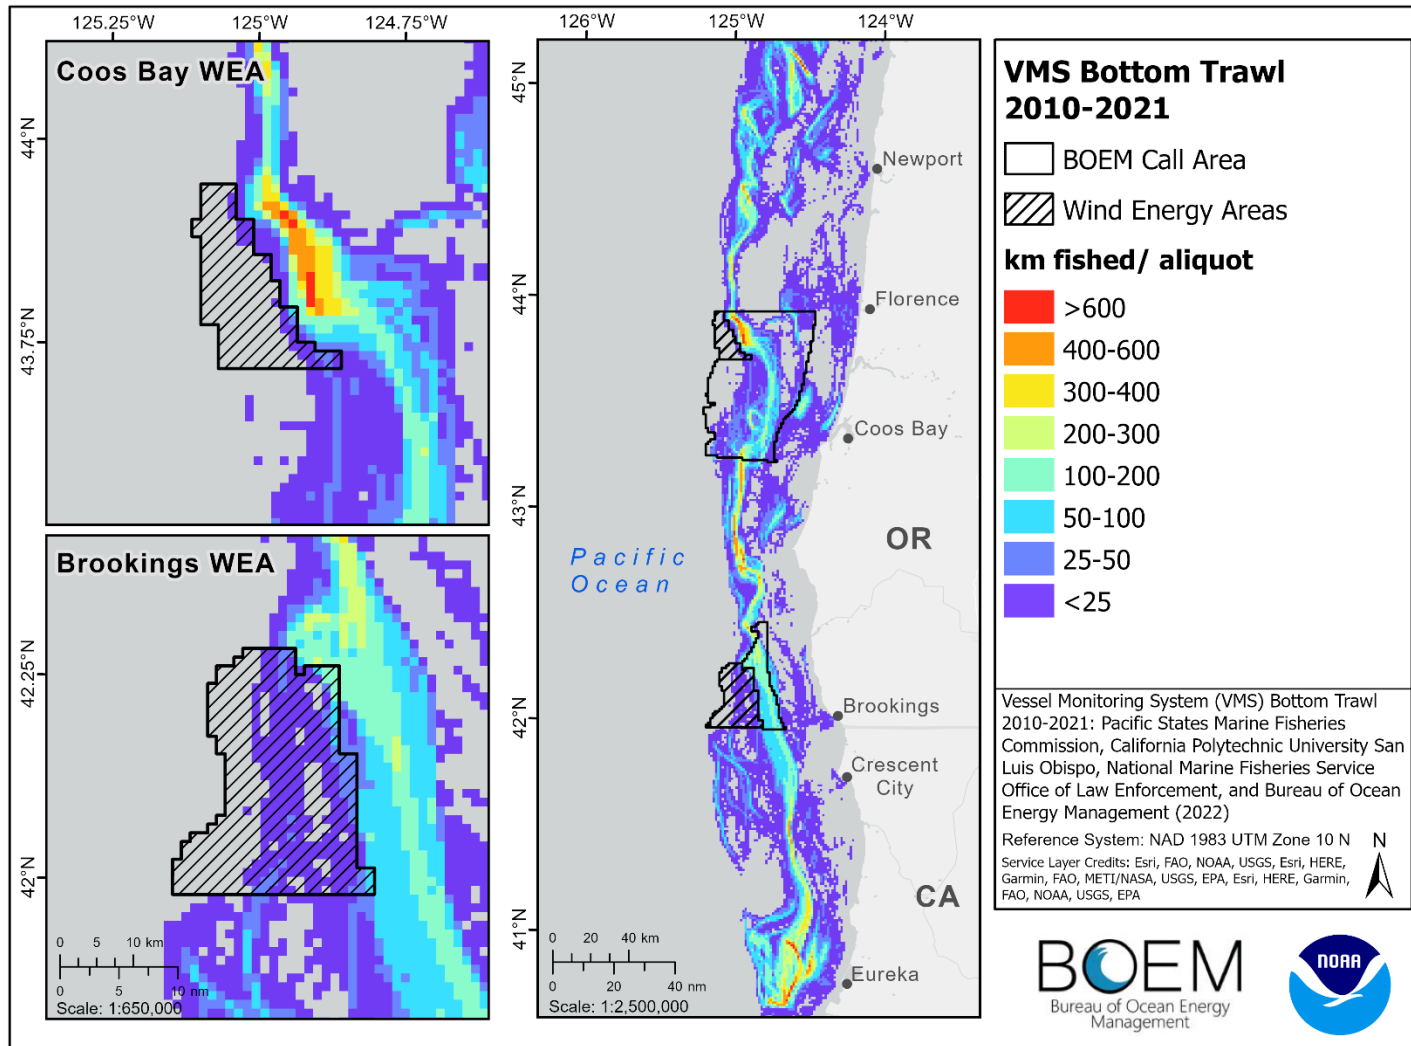 125.25°W 125°W 124.75°W
Coos Bay WEA
44°N
43.75°N
Brookings WEA
42.25°N
42°N
0 5 10 km
0 5 10 nm
Scale: 1:650,000
126°W 125°W 124°W
45°N
44°N
43°N
42°N
41°N
Newport
Florence
Coos Bay
OR
Pacific
Ocean
Brookings
Crescent
City
CA
Eureka
0 20 40 km
0 20 40 nm
Scale: 1:2,500,000
VMS Bottom Trawl
2010-2021
BOEM Call Area
Wind Energy Areas
km fished/ aliquot
>600
400-600
300-400
200-300
100-200
50-100
25-50
<25
Vessel Monitoring System (VMS) Bottom Trawl
2010-2021: Pacific States Marine Fisheries
Commission, California Polytechnic University San
Luis Obispo, National Marine Fisheries Service
Office of Law Enforcement, and Bureau of Ocean
Energy Management (2022)
Reference System: NAD 1983 UTM Zone 10 N
N
Service Layer Credits: Esri, FAO, NOAA, USGS, Esri, HERE,
Garmin, FAO, METI/NASA, USGS, EPA, Esri, HERE, Garmin,
FAO, NOAA, USGS, EPA
BOEM
Bureau of Ocean Energy
Management
NOAA